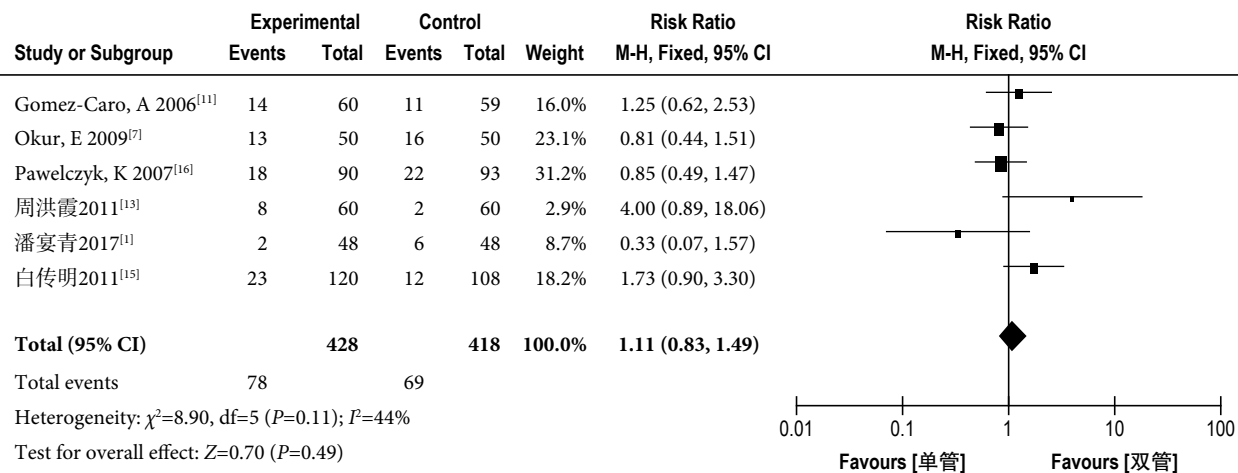 Experimental Control Risk Ratio Risk Ratio
Study or Subgroup Events Total Events Total Weight M-H, Fixed, 95% CI M-H, Fixed, 95% CI
Gomez-Caro, A 2006[11] 14 60 11 59 16.0% 1.25 (0.62, 2.53)
Okur, E 2009[7] 13 50 16 50 23.1% 0.81 (0.44, 1.51)
Pawelczyk, K 2007[16] 18 90 22 93 31.2% 0.85 (0.49, 1.47)
周洪霞2011[13] 8 60 2 60 2.9% 4.00 (0.89, 18.06)
潘宴青2017[1] 2 48 6 48 8.7% 0.33 (0.07, 1.57)
白传明2011[15] 23 120 12 108 18.2% 1.73 (0.90, 3.30)
Total (95% CI) 428 418 100.0% 1.11 (0.83, 1.49)
Total events 78 69
Heterogeneity: χ²=8.90, df=5 (P=0.11); I²=44%
Test for overall effect: Z=0.70 (P=0.49)
0.01 0.1 1 10 100
Favours [单管] Favours [双管]